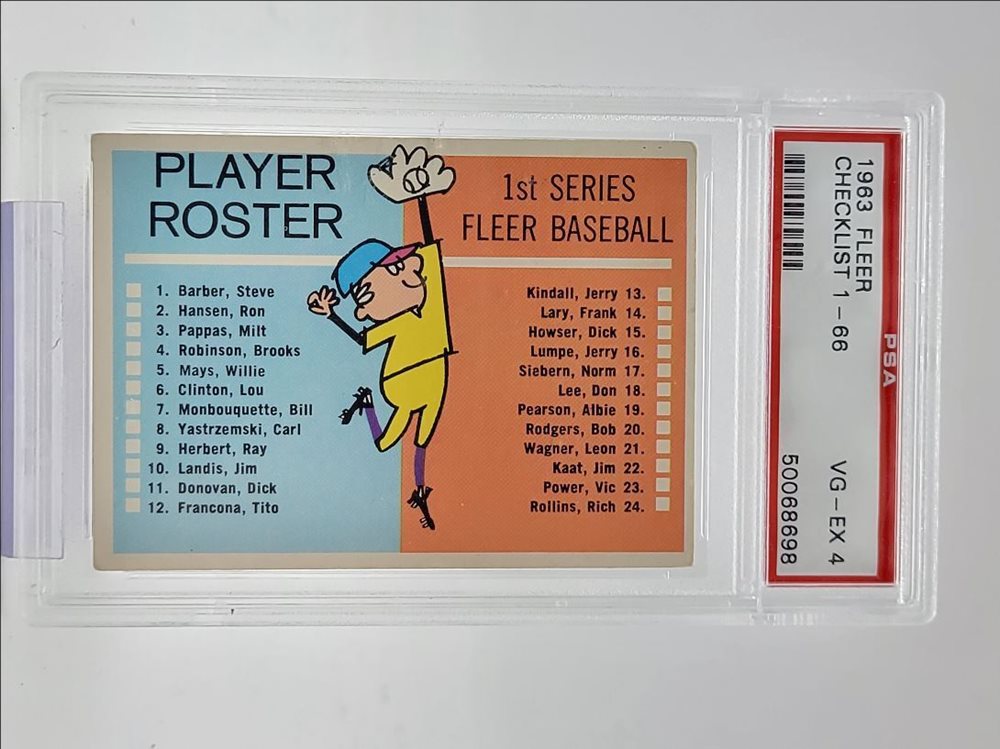 PLAYER
ROSTER
1. Barber, Steve
2. Hansen, Ron
3. Pappas, Milt
4. Robinson, Brooks
5. Mays, Willie
6. Clinton, Lou
7. Monbouquette, Bill
8. Yastrzemski, Carl
9. Herbert, Ray
10. Landis, Jim
11. Donovan, Dick
12. Francona, Tito
1st SERIES
FLEER BASEBALL
Kindall, Jerry 13.
Lary, Frank 14.
Howser, Dick 15.
Lumpe, Jerry 16.
Siebern, Norm 17.
Lee, Don 18.
Pearson, Albie 19.
Rodgers, Bob 20.
Wagner, Leon 21.
Kaat, Jim 22.
Power, Vic 23.
Rollins, Rich 24.
PSA
1963 FLEER
CHECKLIST 1-66 VG-EX 4
50068698